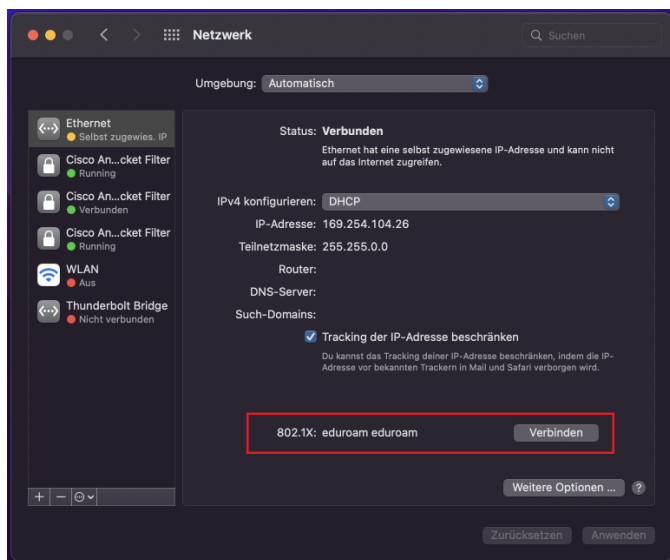 Netzwerk
Suchen
Umgebung: Automatisch
Ethernet
Selbst zugewies. IP
Cisco An...cket Filter
Running
Cisco An...cket Filter
Verbunden
Cisco An...cket Filter
Running
WLAN
Aus
Thunderbolt Bridge
Nicht verbunden
Status: Verbunden
Ethernet hat eine selbst zugewiesene IP-Adresse und kann nicht
auf das Internet zugreifen.
IPv4 konfigurieren: DHCP
IP-Adresse: 169.254.104.26
Teilnetzmaske: 255.255.0.0
Router:
DNS-Server:
Such-Domains:
Tracking der IP-Adresse beschränken
Du kannst das Tracking deiner IP-Adresse beschränken, indem die IP-
Adresse vor bekannten Trackern in Mail und Safari verborgen wird.
802.1X: eduroam eduroam Verbinden
Weitere Optionen ... ?
Zurücksetzen Anwenden